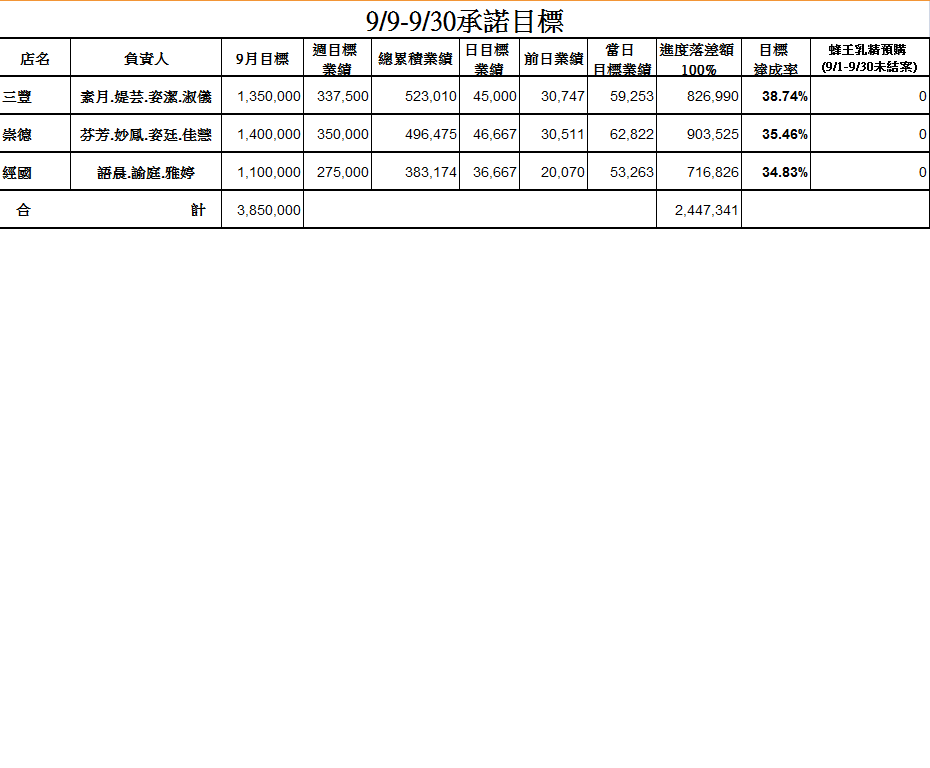 9/9-9/30承諾目標
店名 負責人 9月目標 週目標業績 總累積業績 日目標業績 前日業績 當日目標業績 進度落差額100% 目標達成率 蜂王乳精預購(9/1-9/30未結案)
三豐 素月.媞芸.姿潔.淑儀 1,350,000 337,500 523,010 45,000 30,747 59,253 826,990 38.74% 0
崇德 芬芳.妙鳳.姿廷.佳慧 1,400,000 350,000 496,475 46,667 30,511 62,822 903,525 35.46% 0
經國 語晨.諭庭.雅婷 1,100,000 275,000 383,174 36,667 20,070 53,263 716,826 34.83% 0
合 計 3,850,000 2,447,341